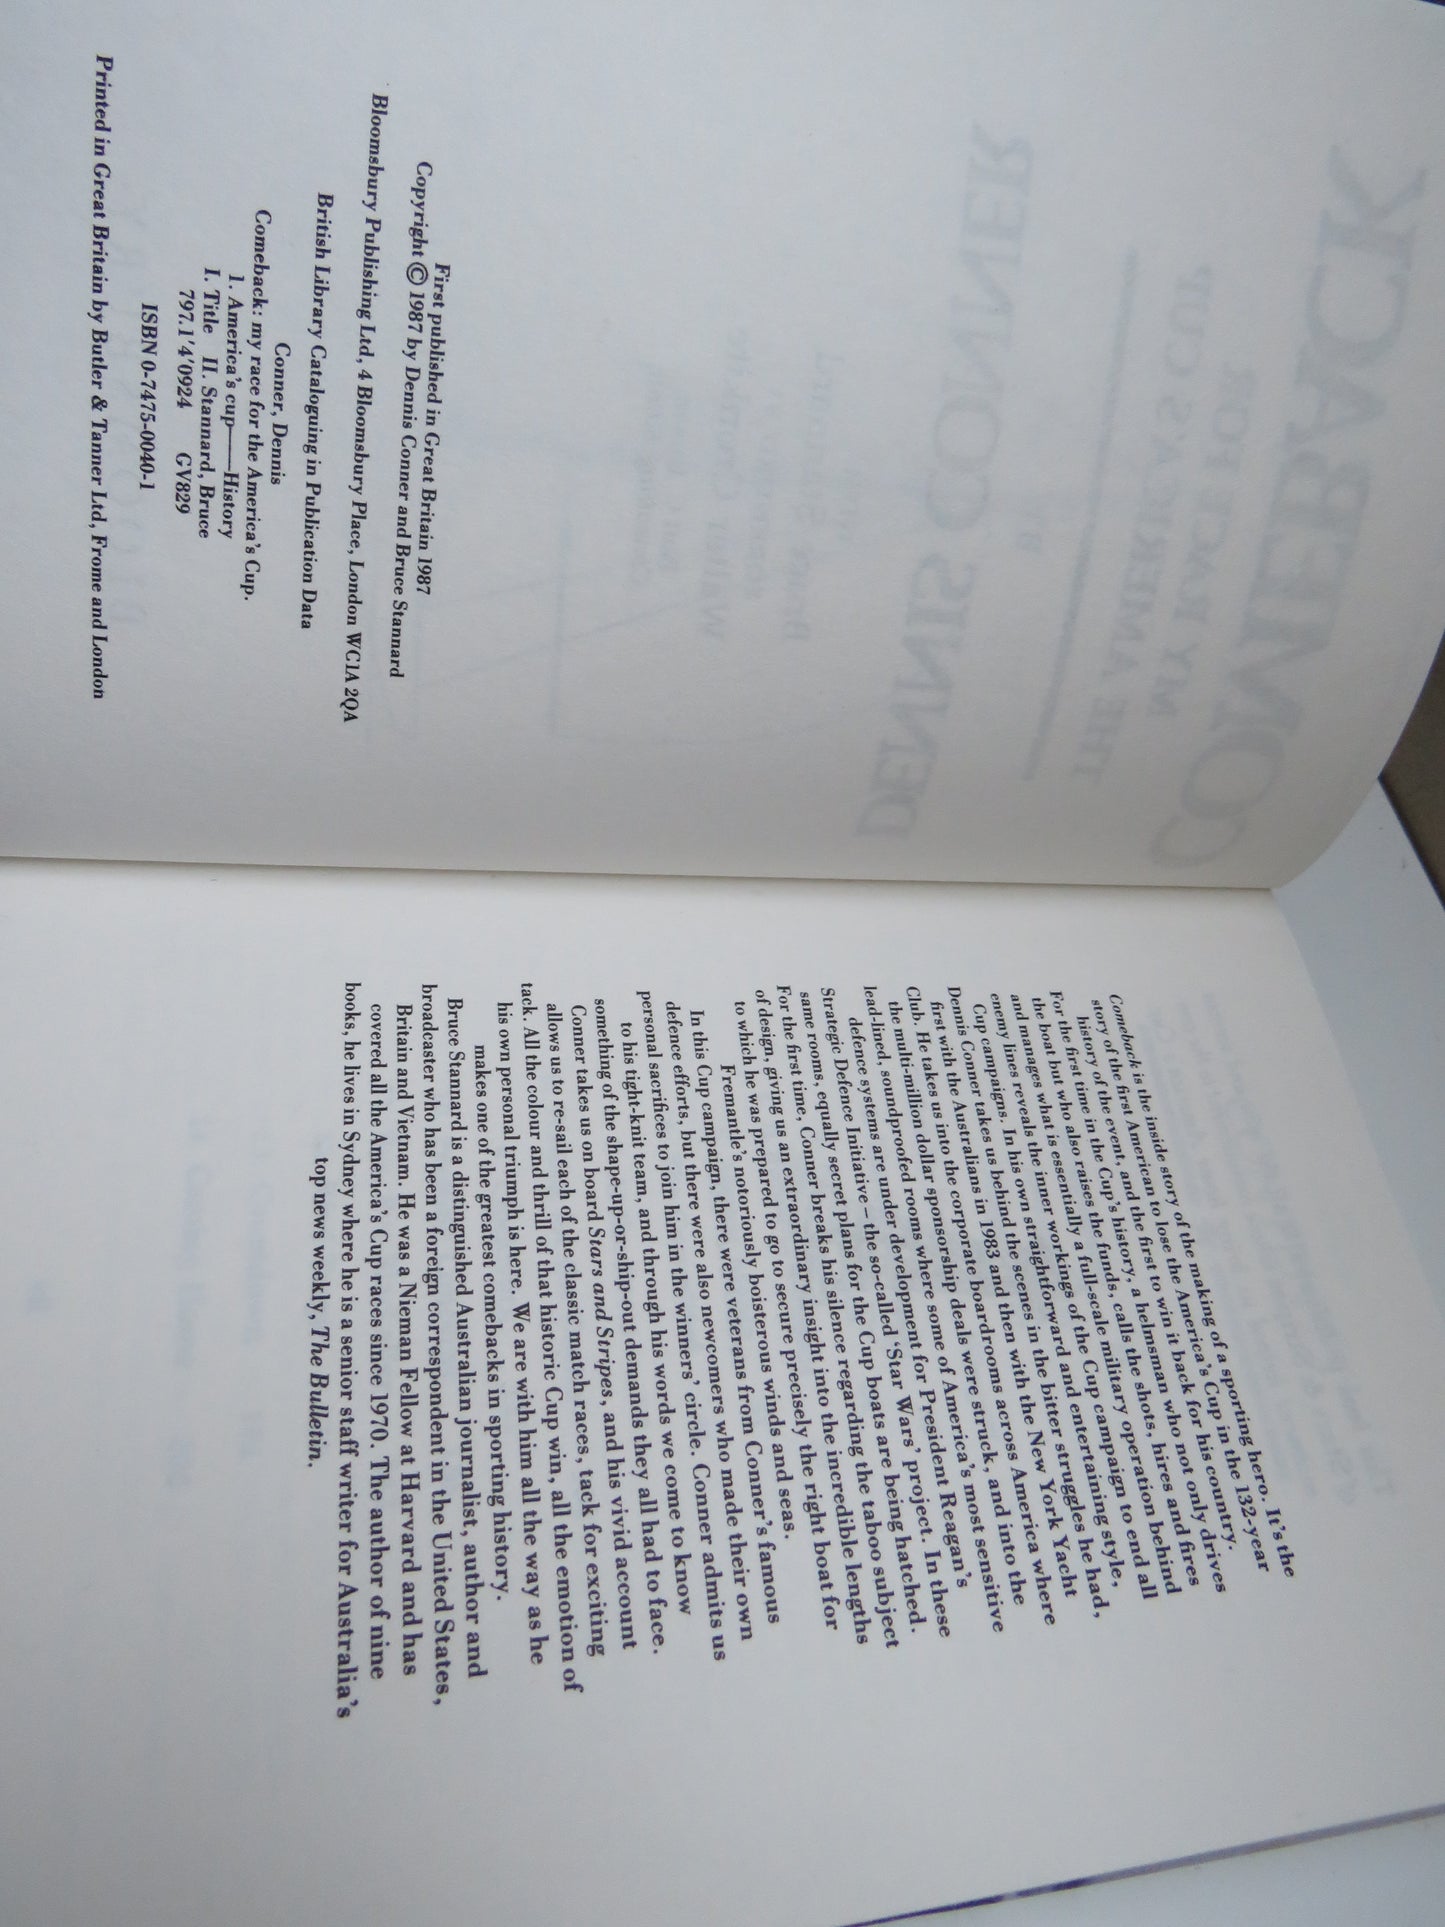 First published in Great Britain 1987
Copyright © 1987 by Dennis Conner and Bruce Stannard
Bloomsbury Publishing Ltd, 4 Bloomsbury Place, London WC1A 2QA
British Library Cataloguing in Publication Data
Conner, Dennis
Comeback: my race for the America's Cup.
1. America's cup—History
I. Title II. Stannard, Bruce
797.1'4'0924 GV829
ISBN 0-7475-0040-1
Printed in Great Britain by Butler & Tanner Ltd, Frome and London
Comeback is the inside story of the making of a sporting hero. It's the
story of the first American to lose the America's Cup in the 132-year
history of the event, and the first to win it back for his country.
For the first time in the Cup's history, a helmsman who not only drives
the boat but who also raises the funds, calls the shots, hires and fires
and manages what is essentially a full-scale military operation behind
enemy lines reveals the inner workings of the Cup campaign to end all
Cup campaigns. In his own straightforward and entertaining style,
Dennis Conner takes us behind the scenes in the bitter struggles he had,
first with the Australians in 1983 and then with the New York Yacht
Club. He takes us into the corporate boardrooms across America where
the multi-million dollar sponsorship deals were struck, and into the
lead-lined, soundproofed rooms where some of America's most sensitive
defence systems are under development for President Reagan's
Strategic Defence Initiative – the so-called 'Star Wars' project. In these
same rooms, equally secret plans for the Cup boats are being hatched.
For the first time, Conner breaks his silence regarding the taboo subject
of design, giving us an extraordinary insight into the incredible lengths
to which he was prepared to go to secure precisely the right boat for
Fremantle's notoriously boisterous winds and seas.
In this Cup campaign, there were veterans from Conner's famous
defence efforts, but there were also newcomers who made their own
personal sacrifices to join him in the winners' circle. Conner admits us
to his tight-knit team, and through his words we come to know
something of the shape-up-or-ship-out demands they all had to face.
Conner takes us on board Stars and Stripes, and his vivid account
allows us to re-sail each of the classic match races, tack for exciting
tack. All the colour and thrill of that historic Cup win, all the emotion of
his own personal triumph is here. We are with him all the way as he
makes one of the greatest comebacks in sporting history.
Bruce Stannard is a distinguished Australian journalist, author and
broadcaster who has been a foreign correspondent in the United States,
Britain and Vietnam. He was a Nieman Fellow at Harvard and has
covered all the America's Cup races since 1970. The author of nine
books, he lives in Sydney where he is a senior staff writer for Australia's
top news weekly, The Bulletin.